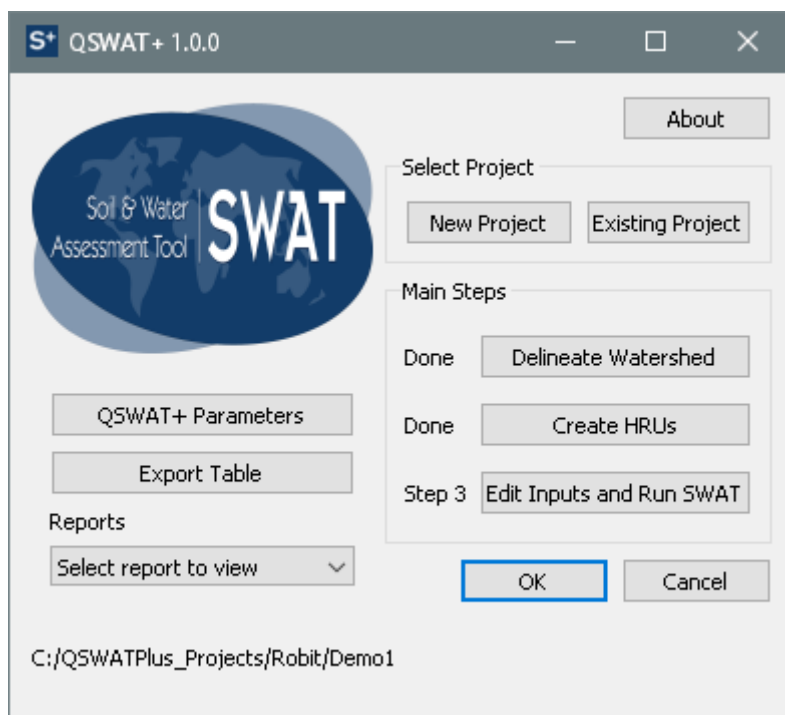 S+ QSWAT+ 1.0.0
About
Soil & Water
Assessment Tool
SWAT
Select Project
New Project
Existing Project
Main Steps
Done
Delineate Watershed
Done
Create HRUs
Step 3
Edit Inputs and Run SWAT
QSWAT+ Parameters
Export Table
Reports
Select report to view
OK
Cancel
C:/QSWATPlus_Projects/Robit/Demo1